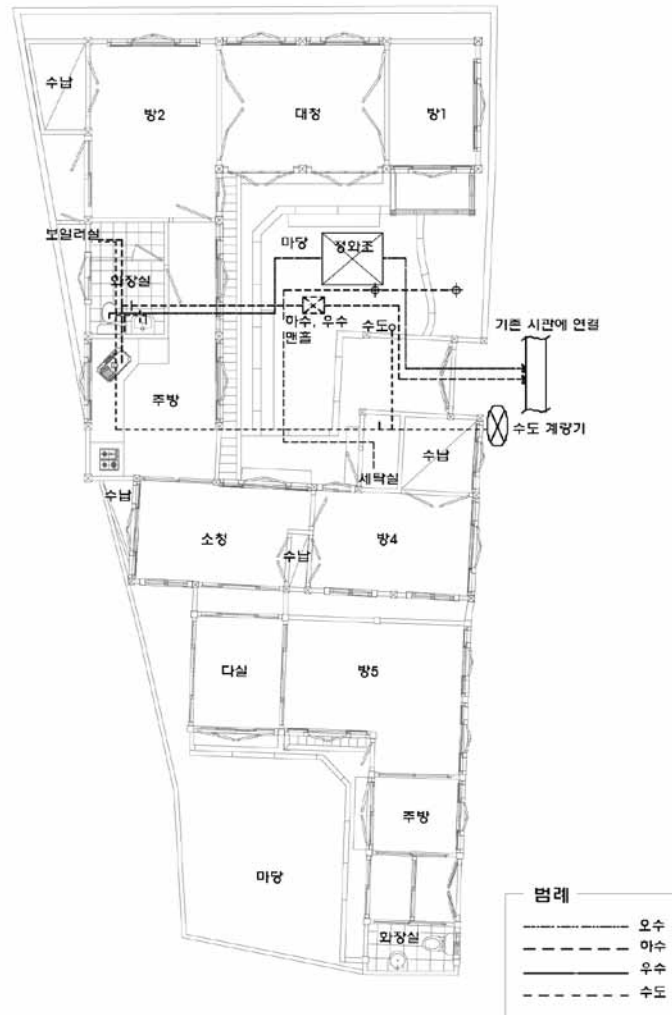 수납
방2
대청
방1
보일러실
마당
정화조
화장실
하수, 우수
맨홀
수도
기존 시관에 연결
주방
수도 계량기
수납
세탁실
수납
소청
수납
방4
다실
방5
주방
마당
화장실
범례
오수
하수
우수
수도